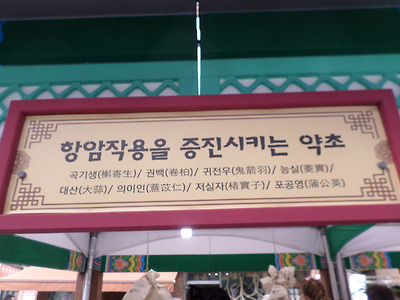 항암작용을 증진시키는 약초
곡기생(槲寄生)/ 권백(卷柏)/ 귀전우(鬼箭羽)/ 능실(菱實)/
대산(大蒜)/ 의이인(薏苡仁)/ 저실자(楮實子)/ 포공영(蒲公英)